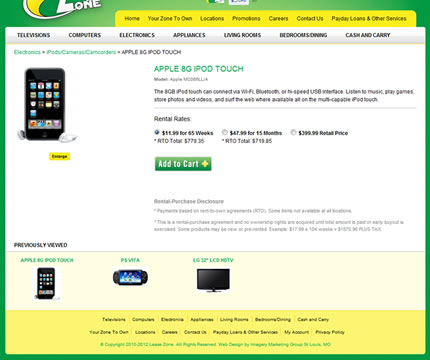 ZONE
Home Your Zone To Own Locations Promotions Careers Contact Us Payday Loans & Other Services
TELEVISIONS COMPUTERS ELECTRONICS APPLIANCES LIVING ROOMS BEDROOMS/DINING CASH AND CARRY
Electronics > iPods/Cameras/Camcorders > APPLE 8G IPOD TOUCH
APPLE 8G IPOD TOUCH
Model: Apple
The 8GB iPod touch can connect via Wi-Fi, Bluetooth, or hi-speed USB interface. Listen to music, play games,
store photos and videos, and surf the web where available all on the multi-capable iPod touch.
Rental Rates:
$11.99 for 65 Weeks $47.99 for 15 Months $399.99 Retail Price
* RTO Total: $779.35 * RTO Total: $719.85
Enlarge
Add to Cart +
Rental-Purchase Disclosure
* Payments based on rent-to-own agreements (RTO). Some items not available at all locations.
* This is a rental-purchase agreement and no ownership rights are acquired until total amount is paid or early buyout is
exercised. Some products may be new or pre-rented. Example: $17.99 x 104 weeks = $1870.96 PLUS TAX.
PREVIOUSLY VIEWED
APPLE 8G IPOD TOUCH PS VITA LG 32" LCD HDTV
Televisions Computers Electronics Appliances Living Rooms Bedrooms/Dining Cash and Carry
Your Zone To Own Locations Careers Contact Us Payday Loans & Other Services My Account Privacy Policy
© Copyright 2010-2012 Lease Zone. All Rights Reserved. Web Design by Imagery Marketing Group St Louis, MO